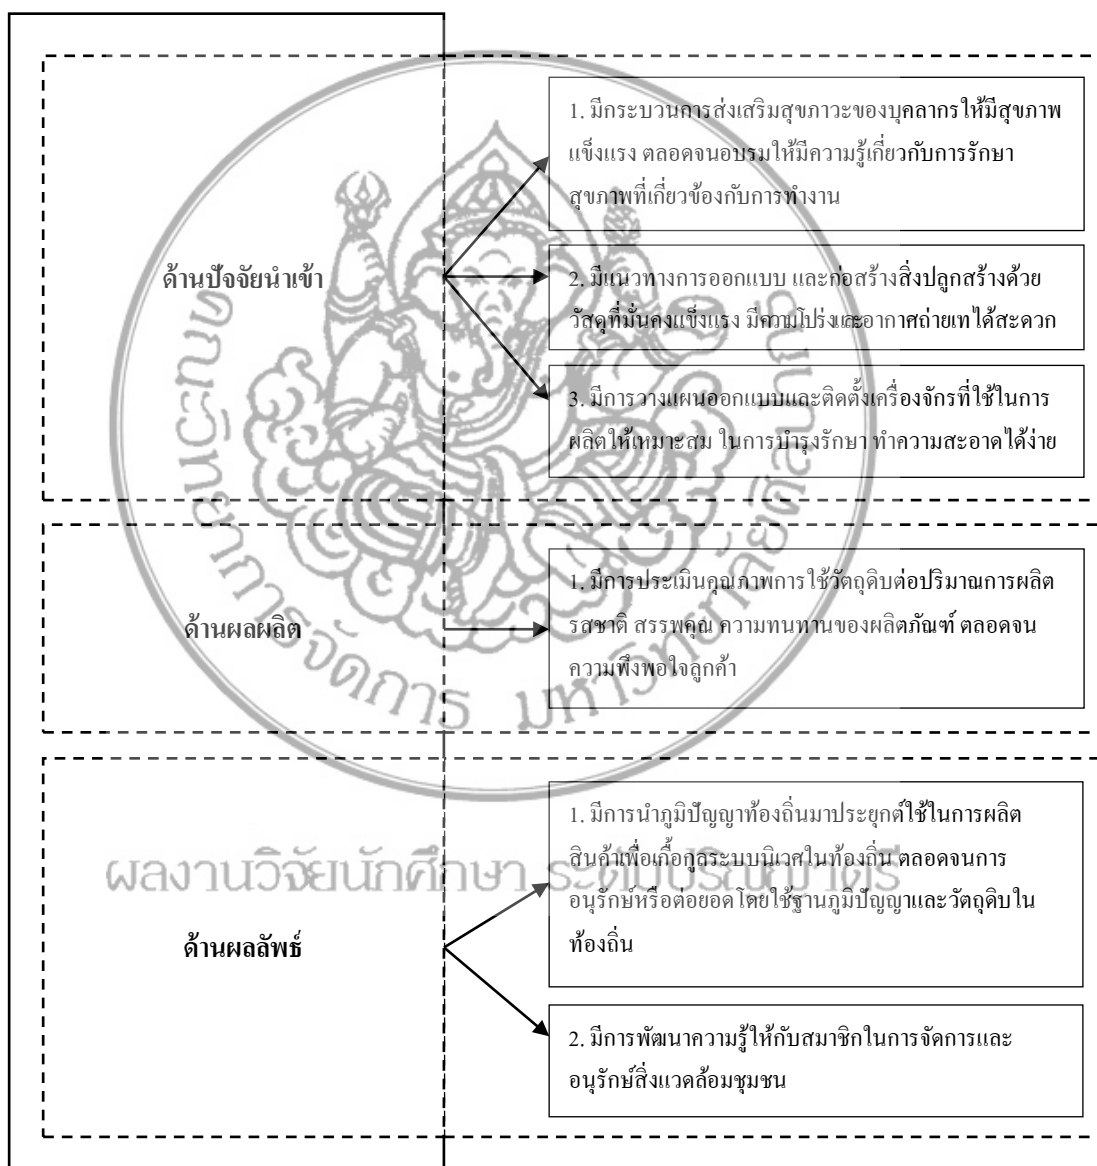 1. มีกระบวนการส่งเสริมสุขภาวะของบุคลากรให้มีสุขภาพ
แข็งแรง ตลอดจนอบรมให้มีความรู้เกี่ยวกับการรักษา
สุขภาพที่เกี่ยวข้องกับการทำงาน
ด้านปัจจัยนำเข้า
2. มีแนวทางการออกแบบ และก่อสร้างสิ่งปลูกสร้างด้วย
วัสดุที่มั่นคงแข็งแรง มีความโปร่งและอากาศถ่ายเทได้สะดวก
3. มีการวางแผนออกแบบและติดตั้งเครื่องจักรที่ใช้ในการ
ผลิตให้เหมาะสม ในการบำรุงรักษา ทำความสะอาดได้ง่าย
ด้านผลผลิต
1. มีการประเมินคุณภาพการใช้วัตถุดิบต่อปริมาณการผลิต
รสชาติ สรรพคุณ ความทนทานของผลิตภัณฑ์ ตลอดจน
ความพึงพอใจลูกค้า
ด้านผลลัพธ์
1. มีการนำภูมิปัญญาท้องถิ่นมาประยุกต์ใช้ในการผลิต
สินค้าเพื่อเกื้อกูลระบบนิเวศในท้องถิ่น ตลอดจนการ
อนุรักษ์หรือต่อยอด โดยใช้ฐานภูมิปัญญาและวัตถุดิบใน
ท้องถิ่น
2. มีการพัฒนาความรู้ให้กับสมาชิกในการจัดการและ
อนุรักษ์สิ่งแวดล้อมชุมชน
คณะวิทยาการจัดการ มหาวิทยาลัยศิลปากร
ผลงานวิจัยนักศึกษา ระดับปริญญาตรี